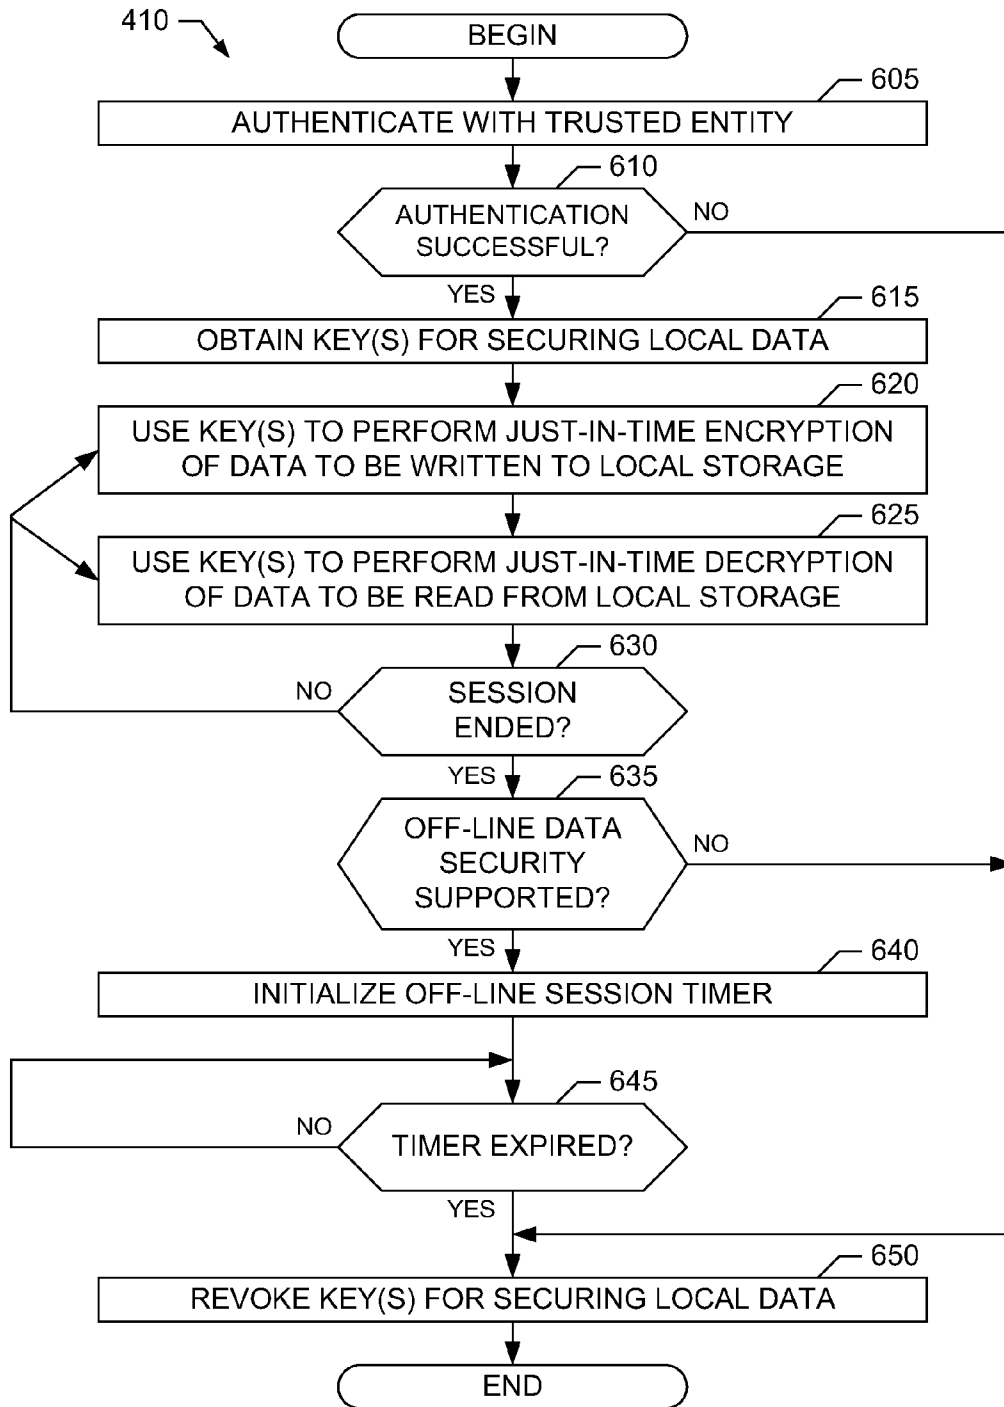 410
BEGIN
605
AUTHENTICATE WITH TRUSTED ENTITY
610
AUTHENTICATION
SUCCESSFUL?
NO
YES
615
OBTAIN KEY(S) FOR SECURING LOCAL DATA
620
USE KEY(S) TO PERFORM JUST-IN-TIME ENCRYPTION
OF DATA TO BE WRITTEN TO LOCAL STORAGE
625
USE KEY(S) TO PERFORM JUST-IN-TIME DECRYPTION
OF DATA TO BE READ FROM LOCAL STORAGE
630
SESSION
ENDED?
NO
YES
635
OFF-LINE DATA
SECURITY
SUPPORTED?
NO
YES
640
INITIALIZE OFF-LINE SESSION TIMER
645
TIMER EXPIRED?
NO
YES
650
REVOKE KEY(S) FOR SECURING LOCAL DATA
END